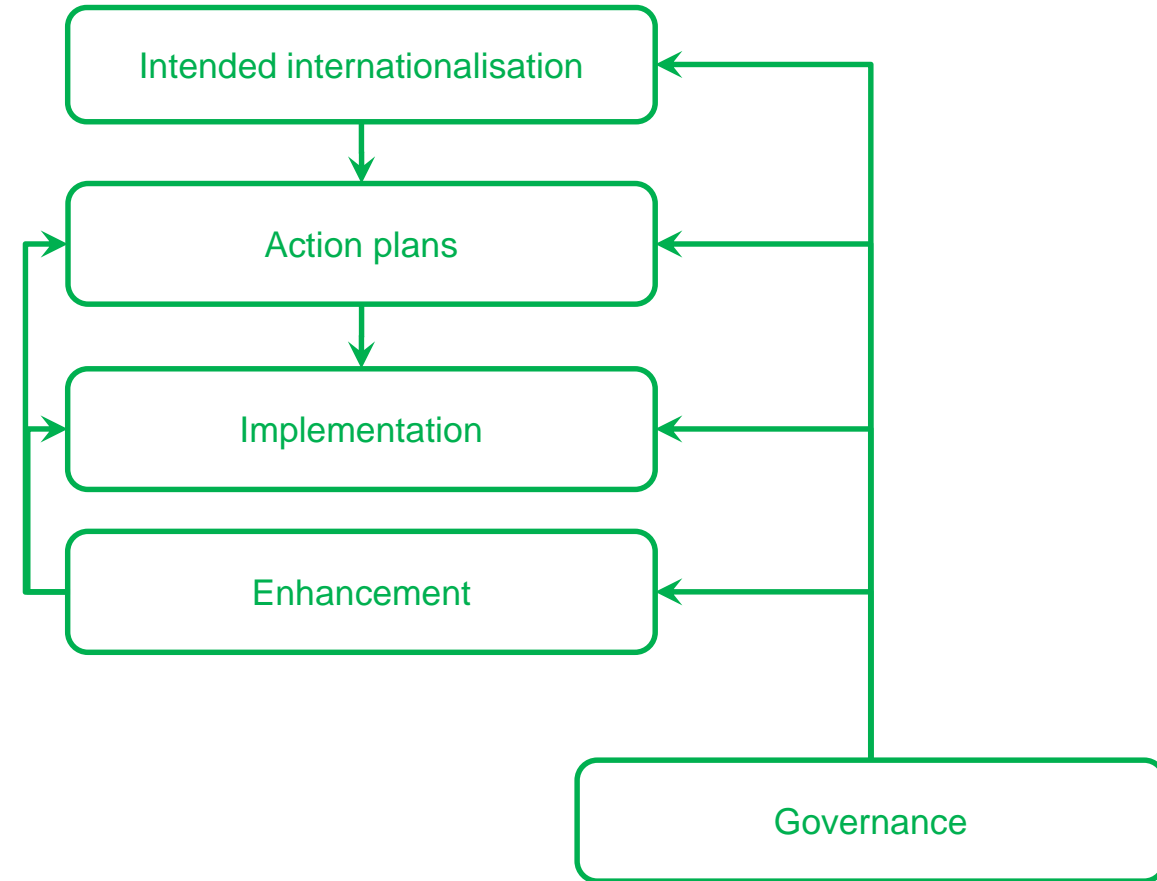 Intended internationalisation
Action plans
Implementation
Enhancement
Governance